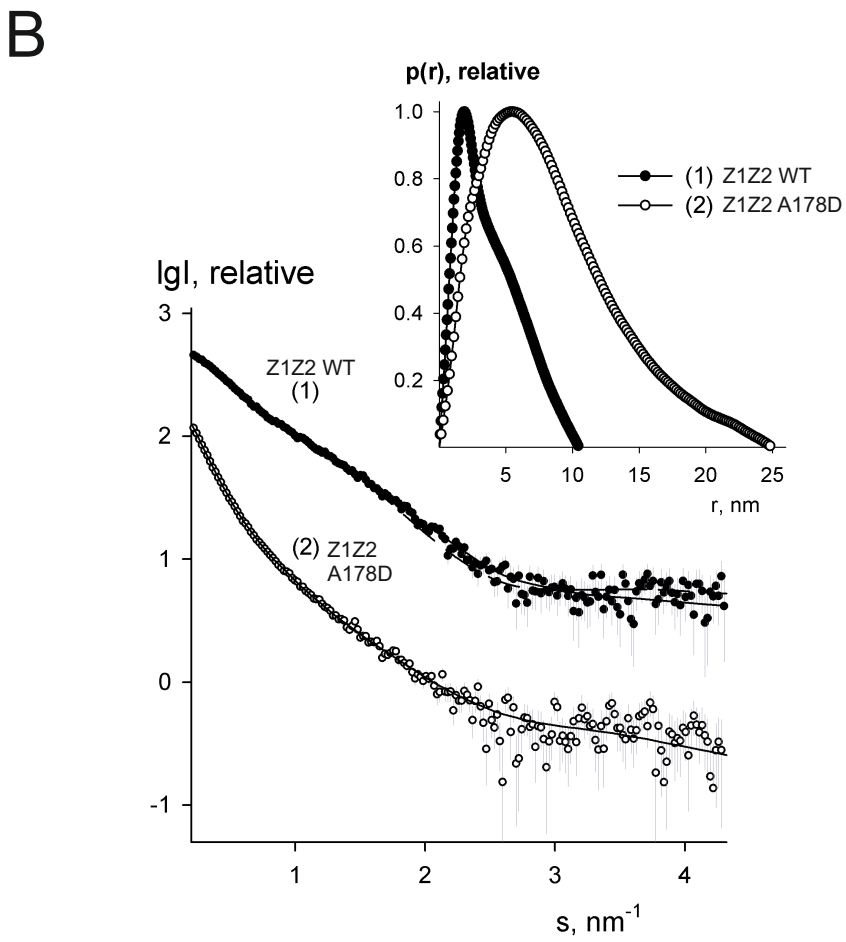 B
p(r), relative
1.0
0.8
0.6
0.4
0.2
5 10 15 20 25
r, nm
(1) Z1Z2 WT
(2) Z1Z2 A178D
lgI, relative
3
2
1
0
-1
Z1Z2 WT
(1)
(2) Z1Z2
A178D
1 2 3 4
s, nm-1